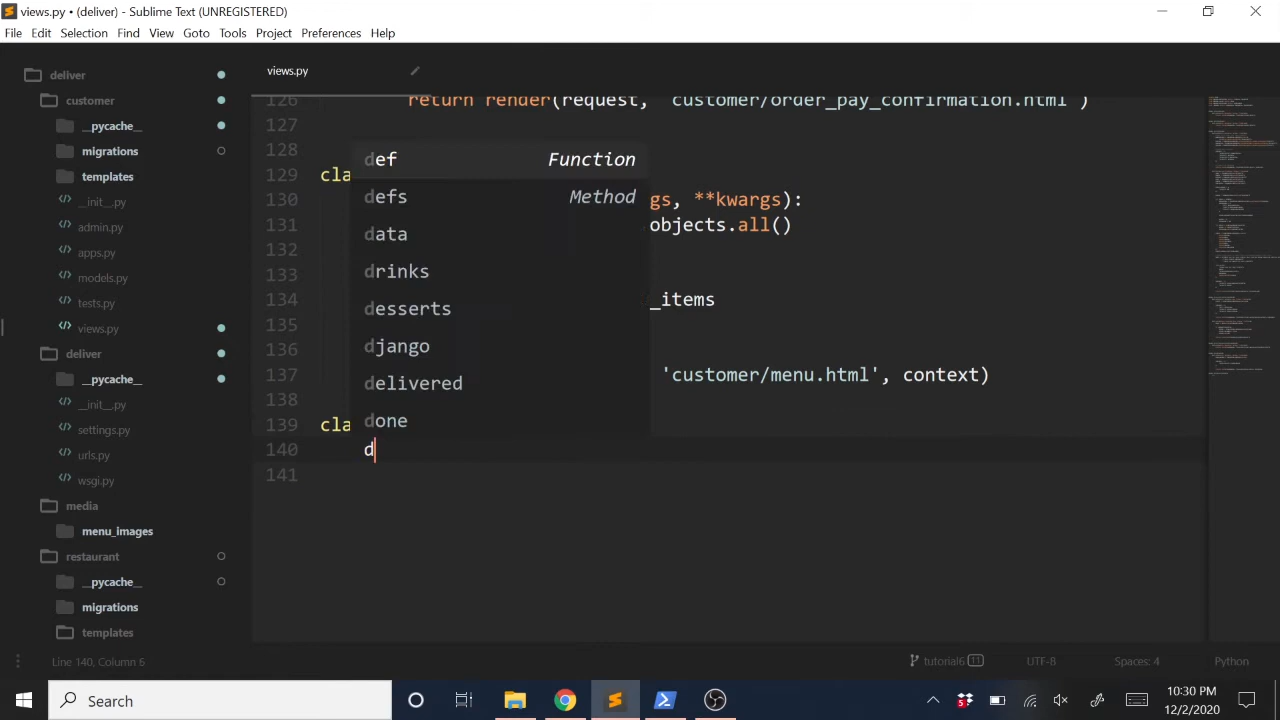 views.py • (deliver) - Sublime Text (UNREGISTERED)
File Edit Selection Find View Goto Tools Project Preferences Help
deliver
customer
__pycache__
migrations
templates
__init__.py
admin.py
apps.py
models.py
tests.py
views.py
deliver
__pycache__
__init__.py
settings.py
urls.py
wsgi.py
media
menu_images
restaurant
__pycache__
migrations
templates
views.py
126 return render(request, 'customer/order_pay_confirmation.html')
127
128
129 cla
130 gs, **kwargs):
131 objects.all()
132
133
134 _items
135
136
137 'customer/menu.html', context)
138
139 cla
140 d
141
def Function
defs Method
data
drinks
desserts
django
delivered
done
Line 140, Column 6
tutorial6 11 UTF-8 Spaces: 4 Python
Search
10:30 PM
12/2/2020